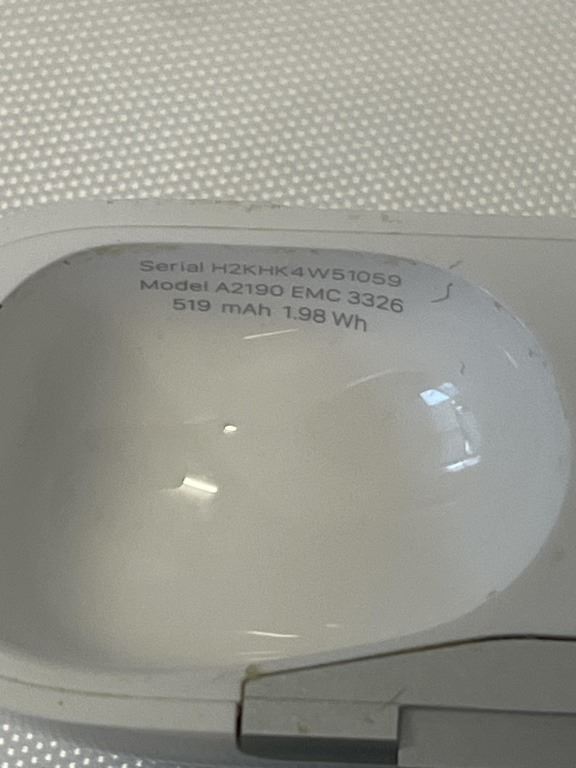 Serial H2KHK4W51059
Model A2190 EMC 3326
519 mAh 1.98 Wh